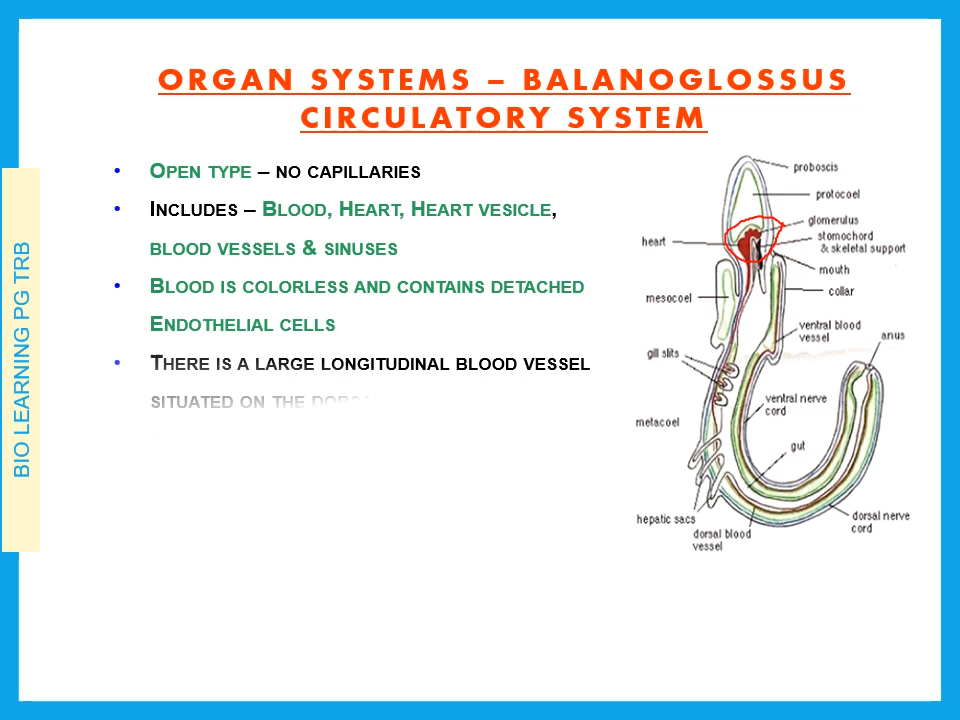 ORGAN SYSTEMS – BALANOGLOSSUS
CIRCULATORY SYSTEM
• OPEN TYPE – NO CAPILLARIES
• INCLUDES – BLOOD, HEART, HEART VESICLE,
BLOOD VESSELS & SINUSES
• BLOOD IS COLORLESS AND CONTAINS DETACHED
ENDOTHELIAL CELLS
• THERE IS A LARGE LONGITUDINAL BLOOD VESSEL
SITUATED ON THE
BIO LEARNING PG TRB
proboscis
protocoel
glomerulus
heart
stomochord
& skeletal support
mouth
mesocoel
collar
ventral blood
vessel
anus
gill slits
ventral nerve
cord
metacoel
gut
hepatic sacs
dorsal nerve
cord
dorsal blood
vessel